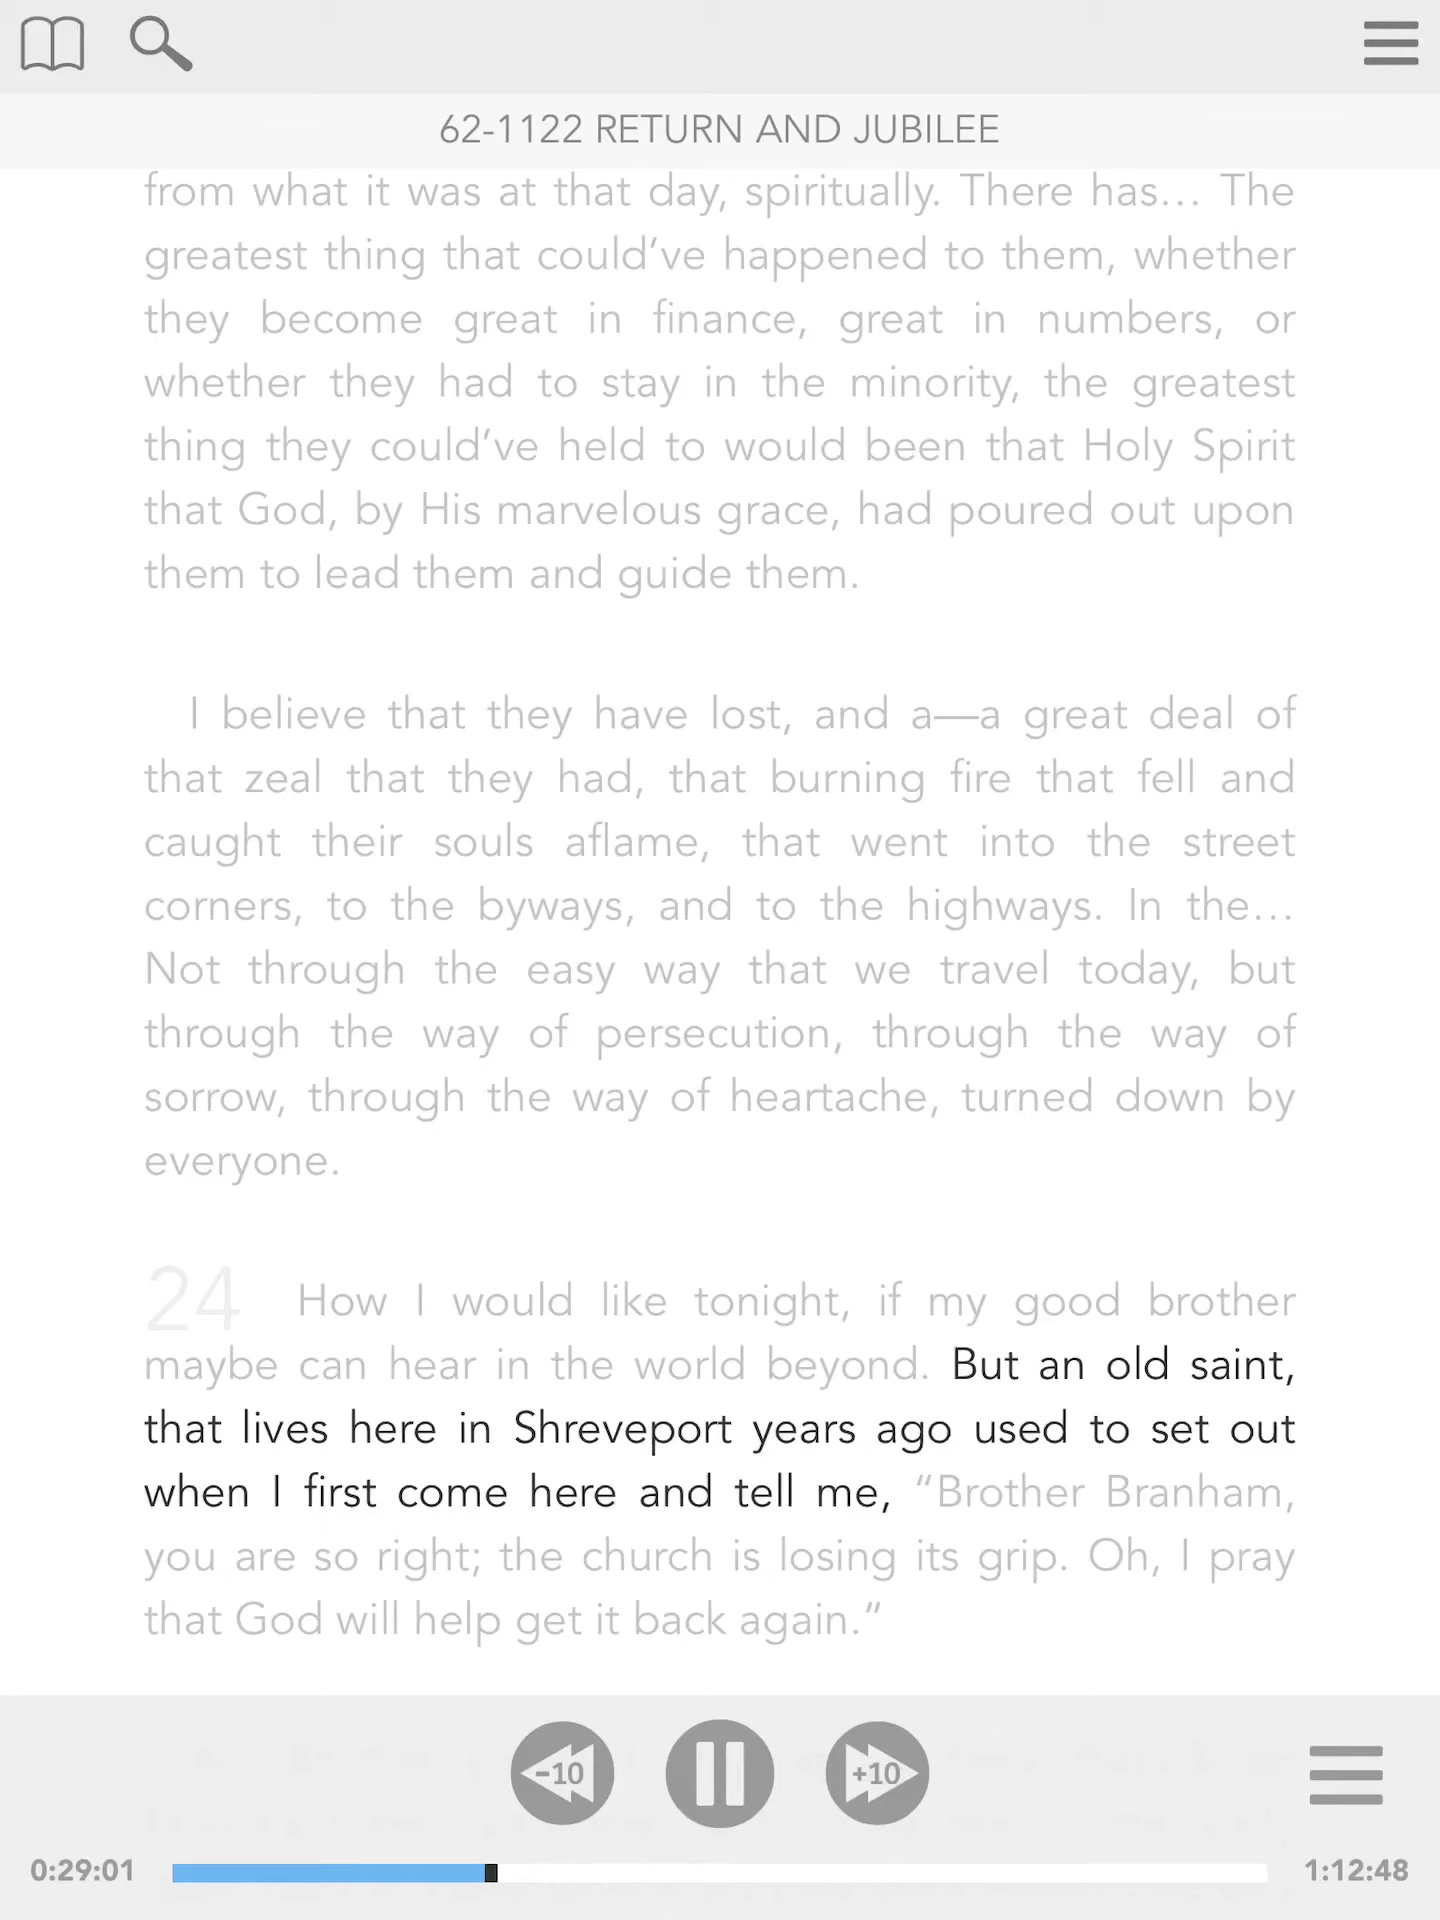 62-1122 RETURN AND JUBILEE
from what it was at that day, spiritually. There has… The
greatest thing that could’ve happened to them, whether
they become great in finance, great in numbers, or
whether they had to stay in the minority, the greatest
thing they could’ve held to would been that Holy Spirit
that God, by His marvelous grace, had poured out upon
them to lead them and guide them.
I believe that they have lost, and a—a great deal of
that zeal that they had, that burning fire that fell and
caught their souls aflame, that went into the street
corners, to the byways, and to the highways. In the…
Not through the easy way that we travel today, but
through the way of persecution, through the way of
sorrow, through the way of heartache, turned down by
everyone.
24 How I would like tonight, if my good brother
maybe can hear in the world beyond. But an old saint,
that lives here in Shreveport years ago used to set out
when I first come here and tell me, “Brother Branham,
you are so right; the church is losing its grip. Oh, I pray
that God will help get it back again.”
-10 +10
0:29:01 1:12:48